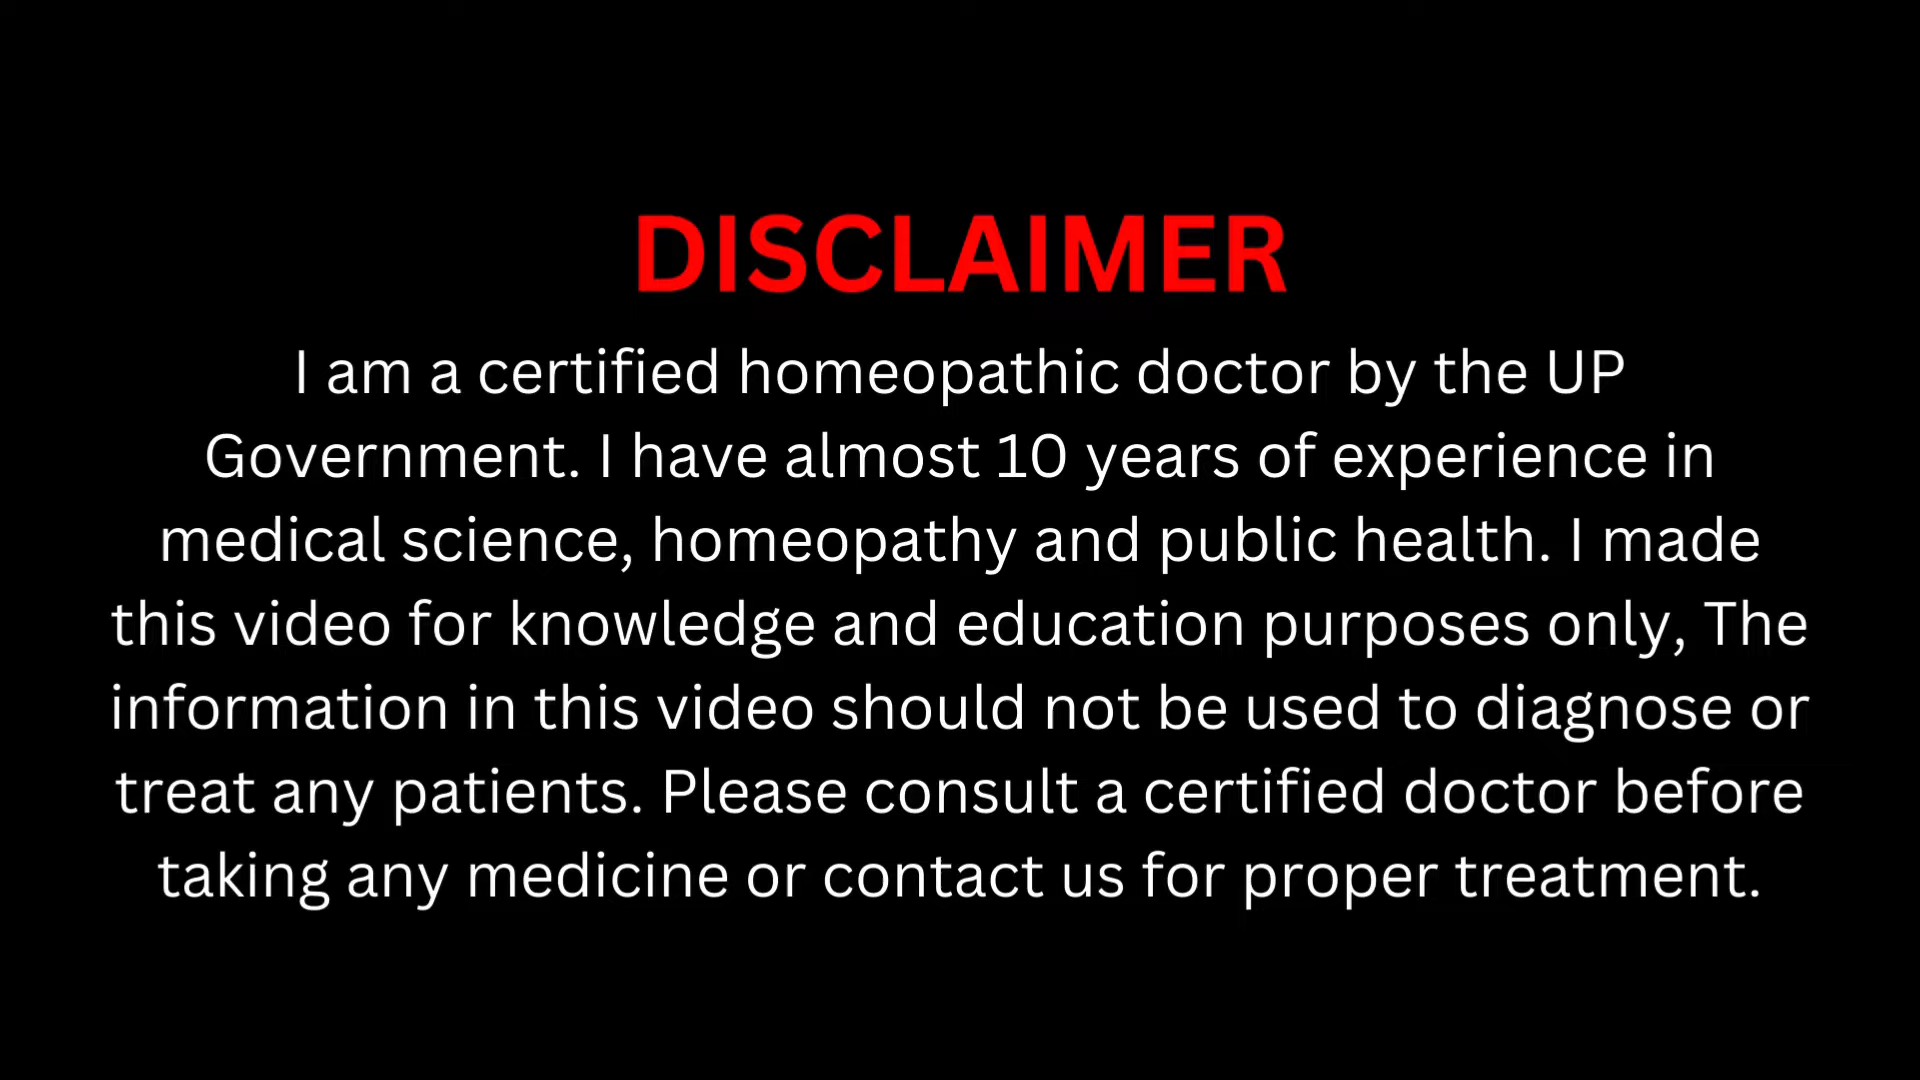 DISCLAIMER
I am a certified homeopathic doctor by the UP
Government. I have almost 10 years of experience in
medical science, homeopathy and public health. I made
this video for knowledge and education purposes only, The
information in this video should not be used to diagnose or
treat any patients. Please consult a certified doctor before
taking any medicine or contact us for proper treatment.